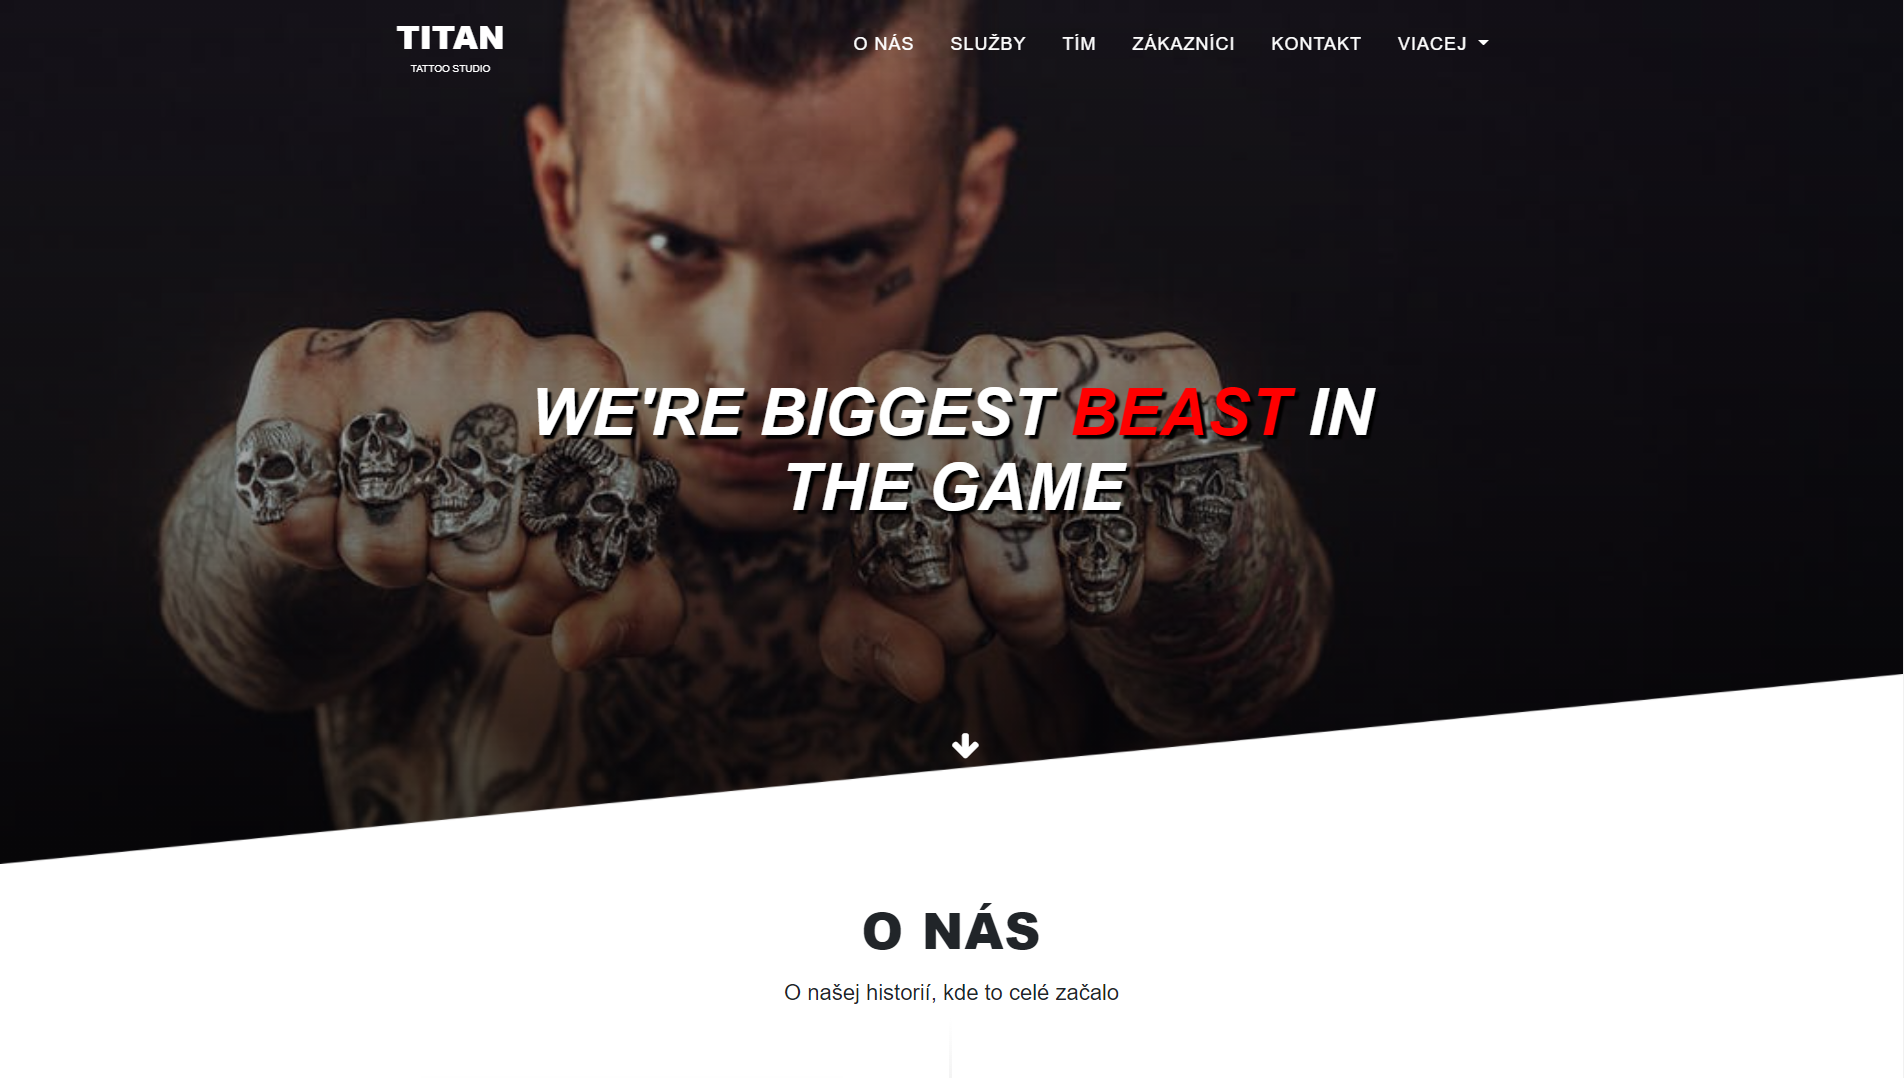 TITAN
TATTOO STUDIO
O NÁS SLUŽBY TÍM ZÁKAZNÍCI KONTAKT VIACEJ
WE'RE BIGGEST BEAST IN
THE GAME
O NÁS
O našej historií, kde to celé začalo